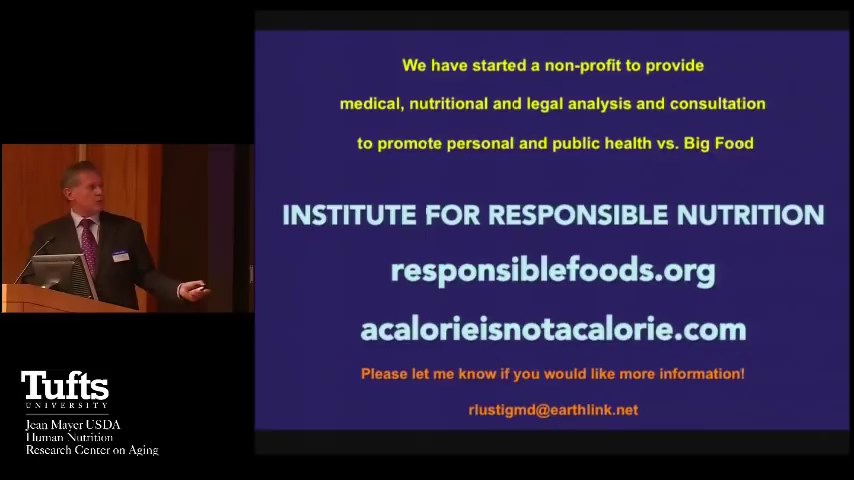 We have started a non-profit to provide
medical, nutritional and legal analysis and consultation
to promote personal and public health vs. Big Food
INSTITUTE FOR RESPONSIBLE NUTRITION
responsiblefoods.org
acalorieisnotacalorie.com
Please let me know if you would like more information!
rlustigmd@earthlink.net
Tufts
UNIVERSITY
Jean Mayer USDA
Human Nutrition
Research Center on Aging